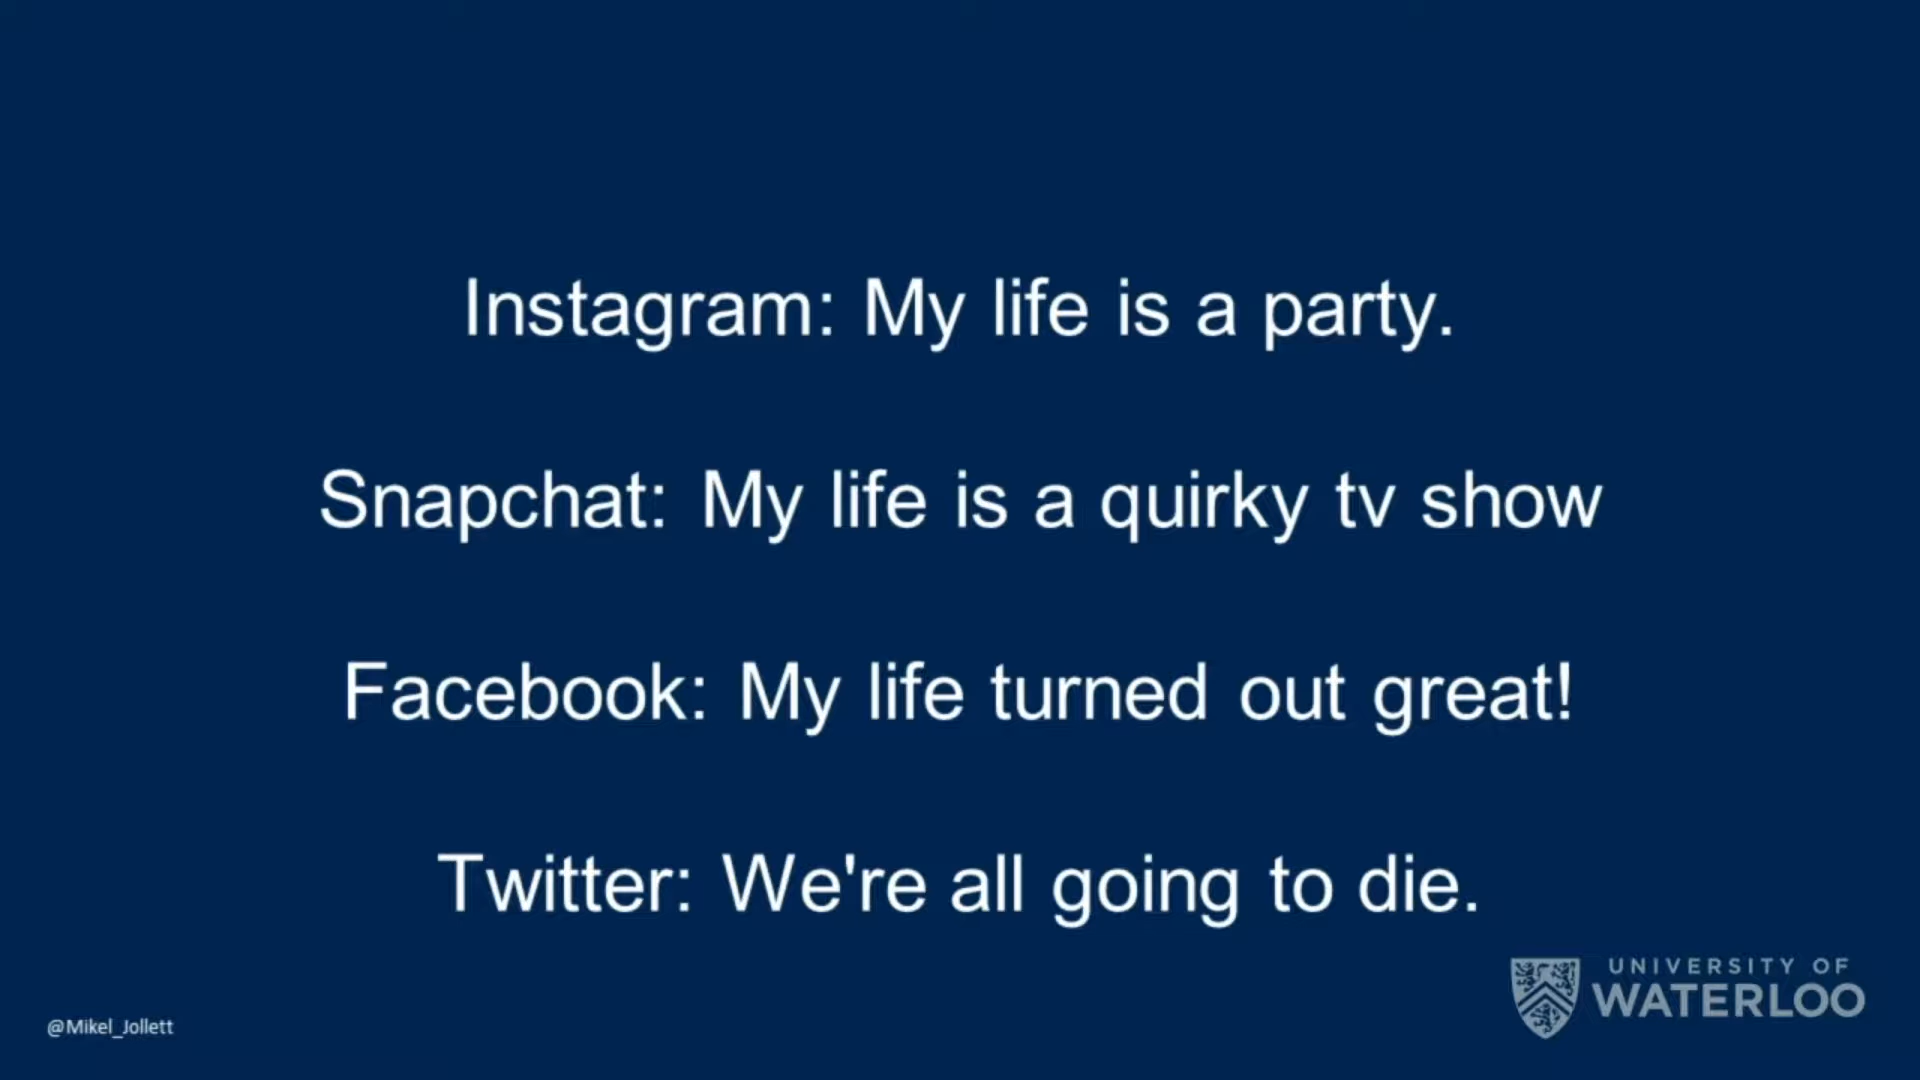 Instagram: My life is a party.
Snapchat: My life is a quirky tv show
Facebook: My life turned out great!
Twitter: We're all going to die.
UNIVERSITY OF
WATERLOO
@Mikel_Jollett